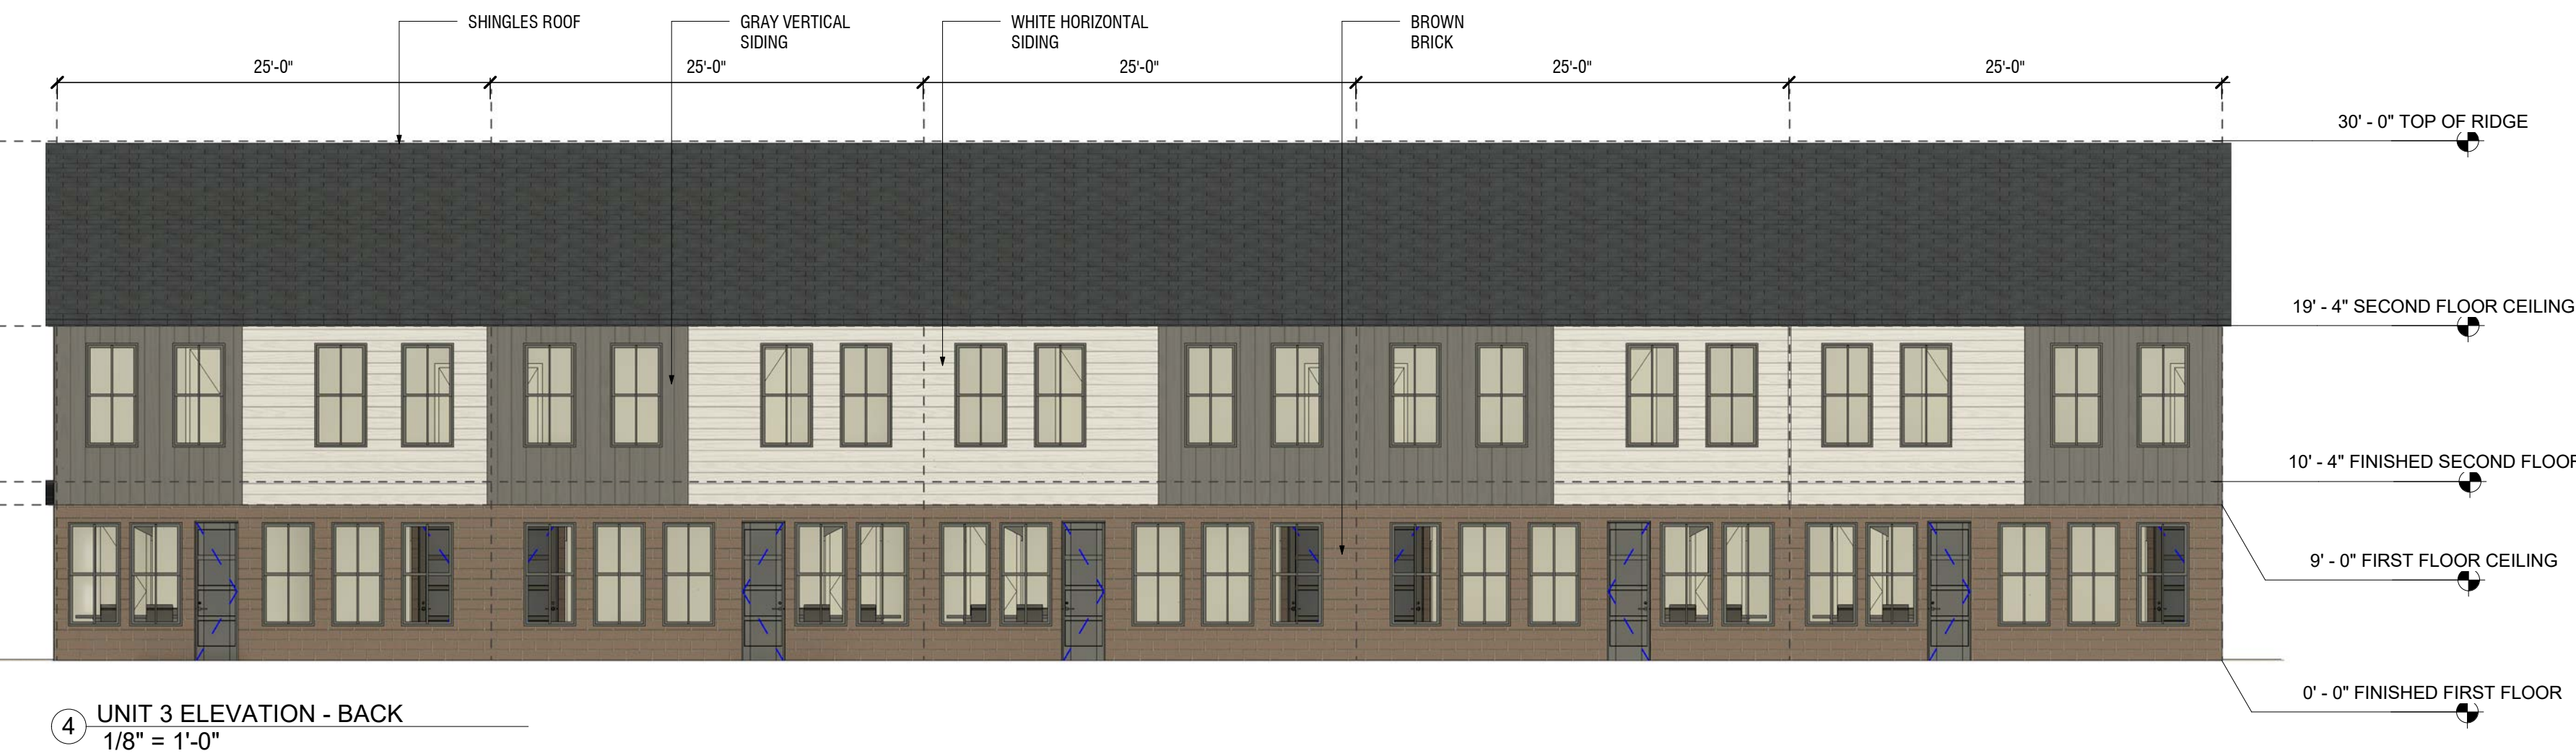 SHINGLES ROOF
GRAY VERTICAL
SIDING
WHITE HORIZONTAL
SIDING
BROWN
BRICK
25'-0"
25'-0"
25'-0"
25'-0"
25'-0"
30' - 0" TOP OF RIDGE
19' - 4" SECOND FLOOR CEILING
10' - 4" FINISHED SECOND FLOOR
9' - 0" FIRST FLOOR CEILING
0' - 0" FINISHED FIRST FLOOR
4 UNIT 3 ELEVATION - BACK
1/8" = 1'-0"